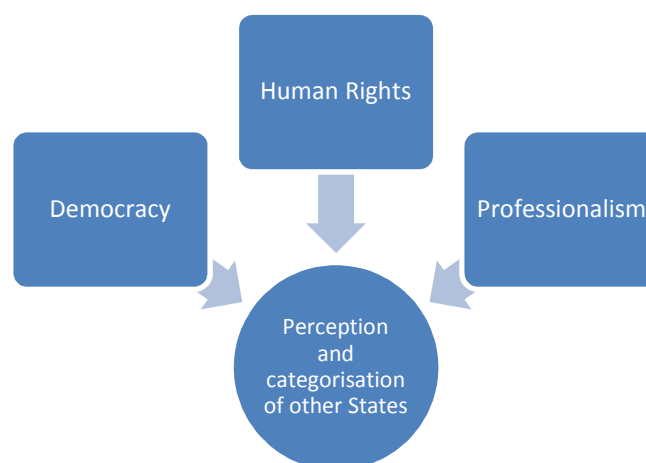 Human Rights
Democracy
Professionalism
Perception
and
categorisation
of other States